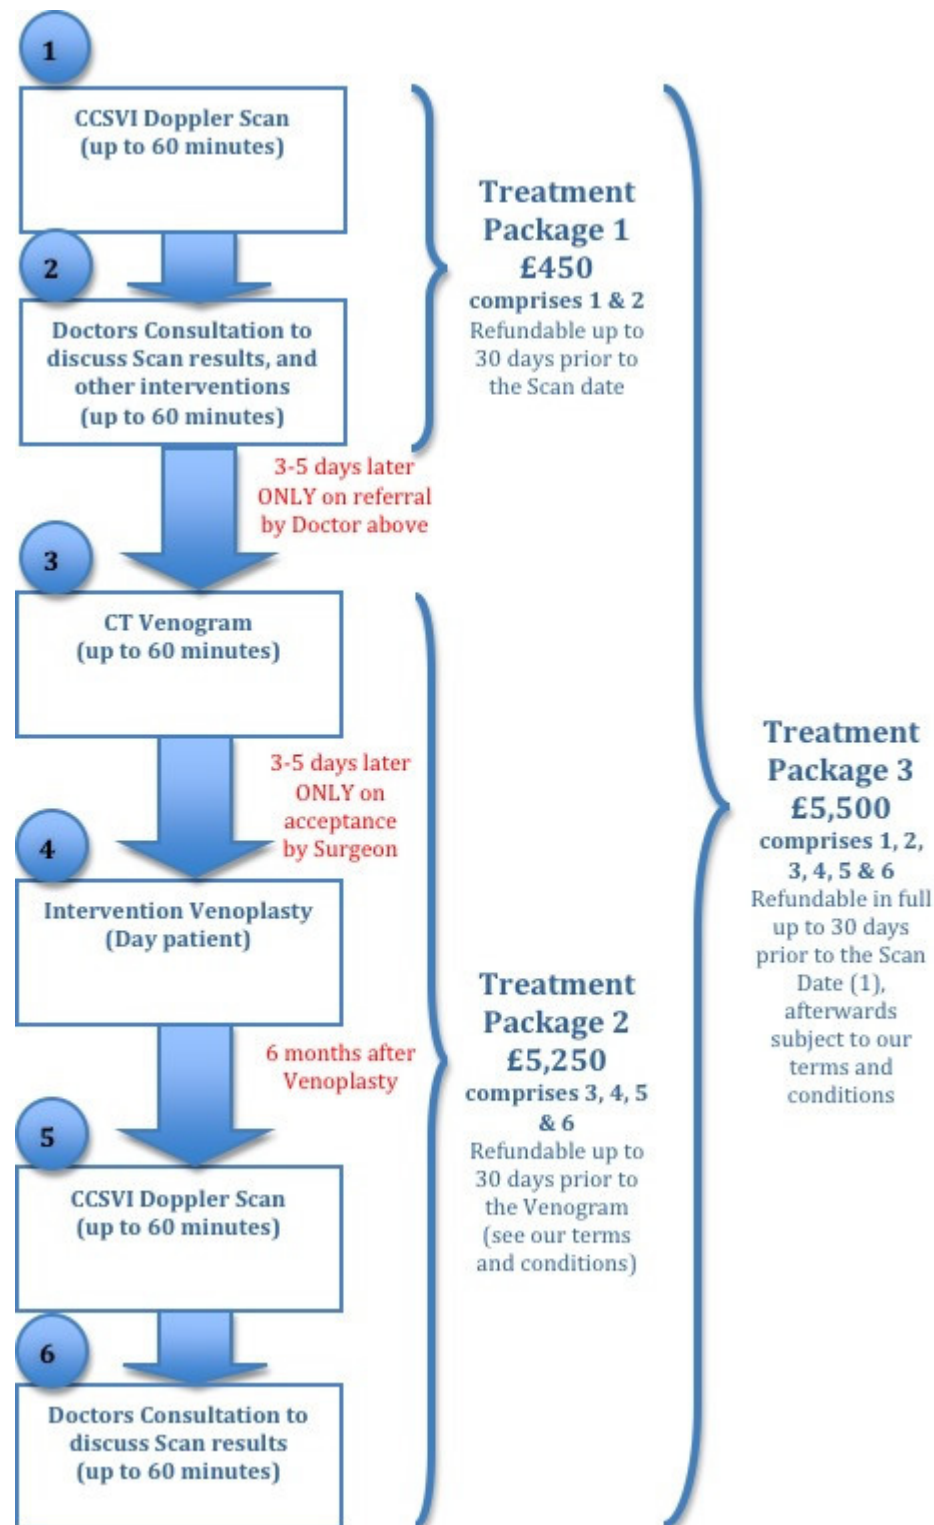 1
CCSVI Doppler Scan
(up to 60 minutes)
2
Doctors Consultation to
discuss Scan results, and
other interventions
(up to 60 minutes)
Treatment
Package 1
£450
comprises 1 & 2
Refundable up to
30 days prior to
the Scan date
3-5 days later
ONLY on referral
by Doctor above
3
CT Venogram
(up to 60 minutes)
3-5 days later
ONLY on
acceptance
by Surgeon
4
Intervention Venoplasty
(Day patient)
6 months after
Venoplasty
5
CCSVI Doppler Scan
(up to 60 minutes)
6
Doctors Consultation to
discuss Scan results
(up to 60 minutes)
Treatment
Package 2
£5,250
comprises 3, 4, 5
& 6
Refundable up to
30 days prior to
the Venogram
(see our terms
and conditions)
Treatment
Package 3
£5,500
comprises 1, 2,
3, 4, 5 & 6
Refundable in full
up to 30 days
prior to the Scan
Date (1),
afterwards
subject to our
terms and
conditions